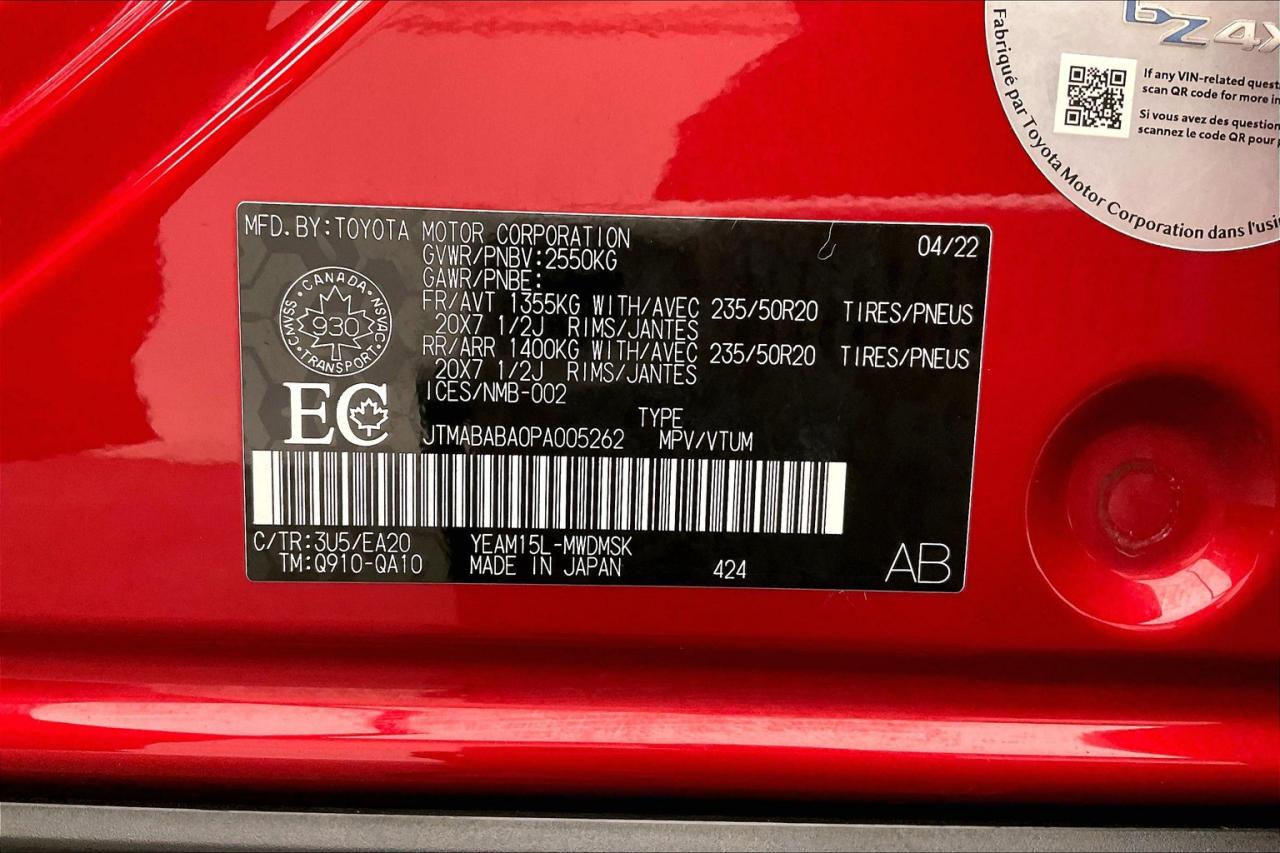 bZ4X
If any VIN-related quest
scan QR code for more in
Si vous avez des question
scannez le code QR pour
Fabriqué par Toyota Motor Corporation dans l'usi
MFD. BY:TOYOTA MOTOR CORPORATION 04/22
GVWR/PNBV:2550KG
GAWR/PNBE:
FR/AVT 1355KG WITH/AVEC 235/50R20 TIRES/PNEUS
20X7 1/2J RIMS/JANTES
RR/ARR 1400KG WITH/AVEC 235/50R20 TIRES/PNEUS
20X7 1/2J RIMS/JANTES
ICES/NMB-002
CANADA
CMVSS NSVAC
930
TRANSPORT
EC
TYPE
JTMABABA0PA005262 MPV/VTUM
C/TR:3U5/EA20 YEAM15L-MWDMSK
TM:Q910-QA10 MADE IN JAPAN 424 AB